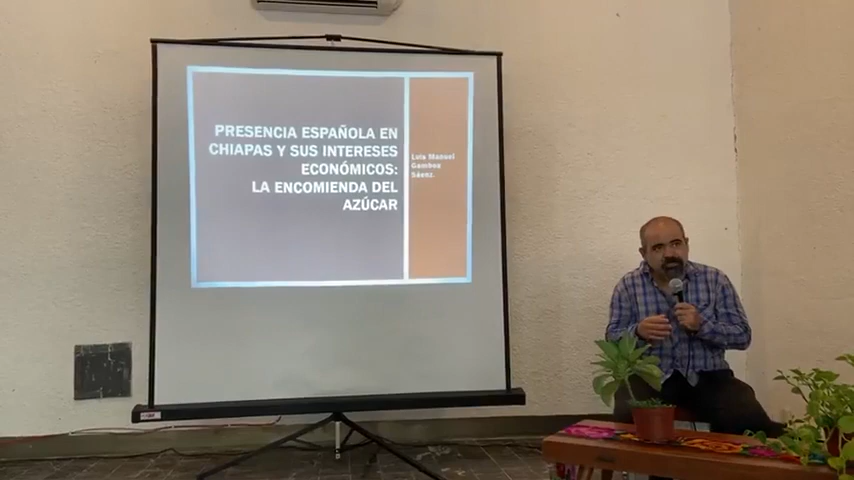 PRESENCIA ESPAÑOLA EN
CHIAPAS Y SUS INTERESES
ECONÓMICOS:
LA ENCOMIENDA DEL
AZÚCAR
Luis Manuel
Gamboa
Sáenz.